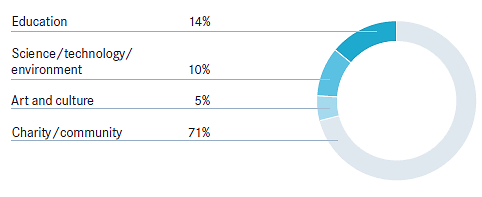 Education 14%
Science/technology/
environment 10%
Art and culture 5%
Charity/community 71%